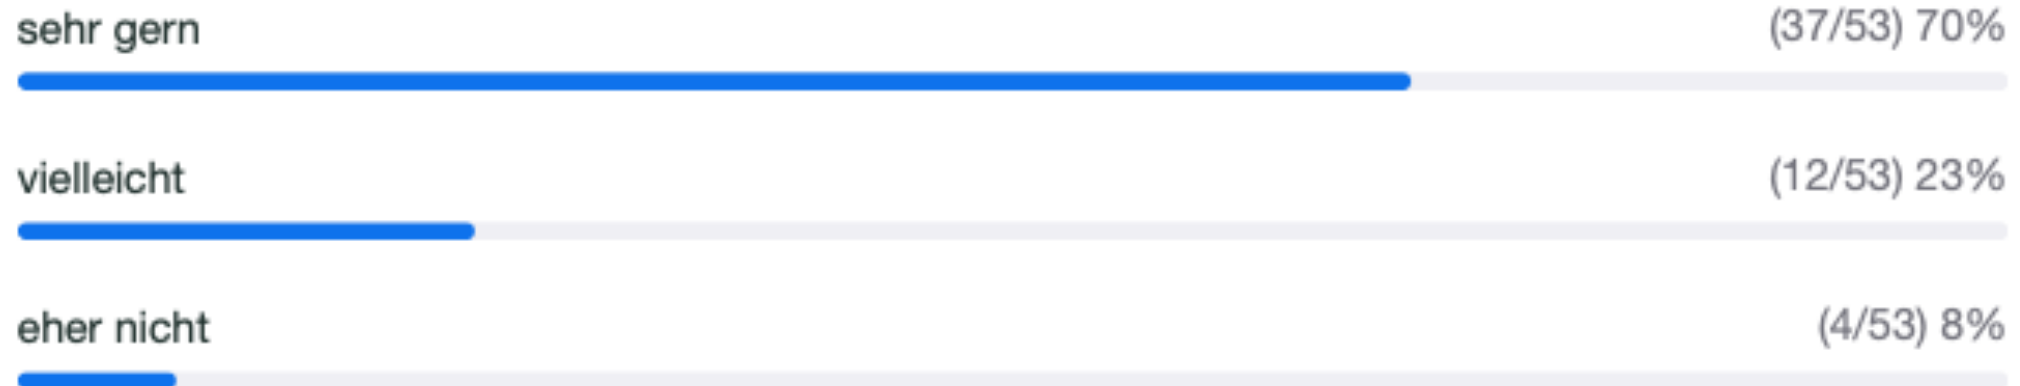 sehr gern (37/53) 70%
vielleicht (12/53) 23%
eher nicht (4/53) 8%